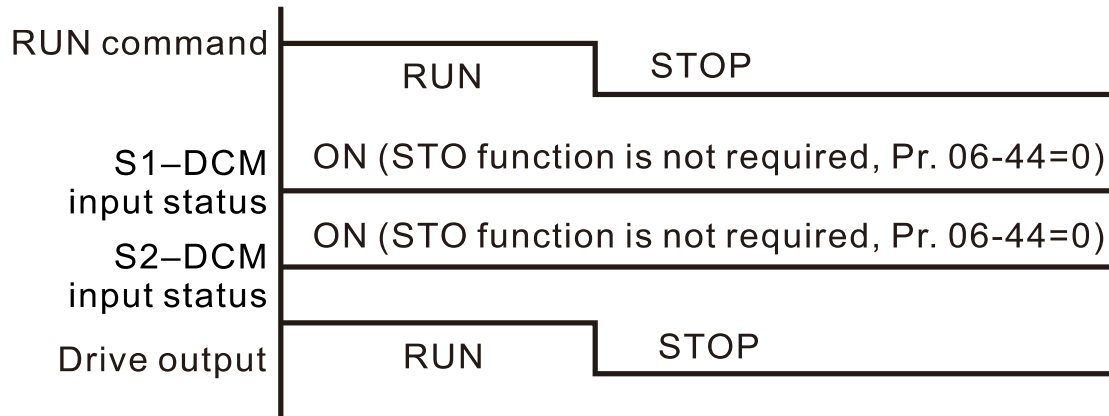 RUN command
RUN
STOP
S1–DCM
input status
ON (STO function is not required, Pr. 06-44=0)
S2–DCM
input status
ON (STO function is not required, Pr. 06-44=0)
Drive output
RUN
STOP